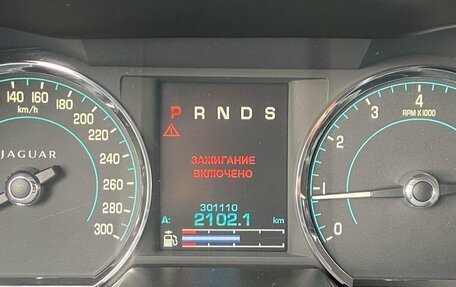 140 160 180 200 220 240 260 280 300
km/h
JAGUAR
P R N D S
ЗАЖИГАНИЕ
ВКЛЮЧЕНО
301110
A: 2102.1 km
0 1 2 3 4
RPM X 1000